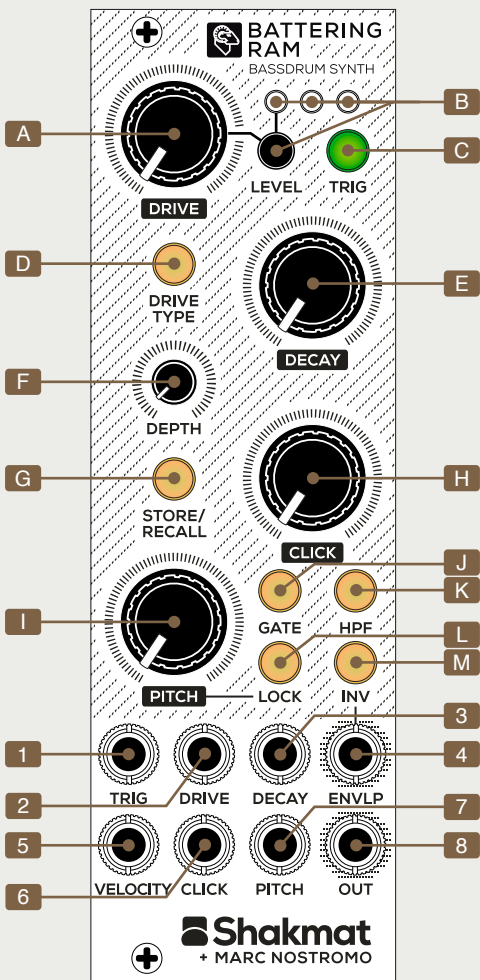 BATTERING
RAM
BASSDRUM SYNTH
B
A
C
LEVEL TRIG
DRIVE
D
E
DRIVE
TYPE
DECAY
F
DEPTH
G
H
STORE/
RECALL
CLICK
J
K
I
GATE HPF
L
M
PITCH LOCK INV
3
1
4
2
TRIG DRIVE DECAY ENVLP
7
5
8
6
VELOCITY CLICK PITCH OUT
Shakmat
+ MARC NOSTROMO